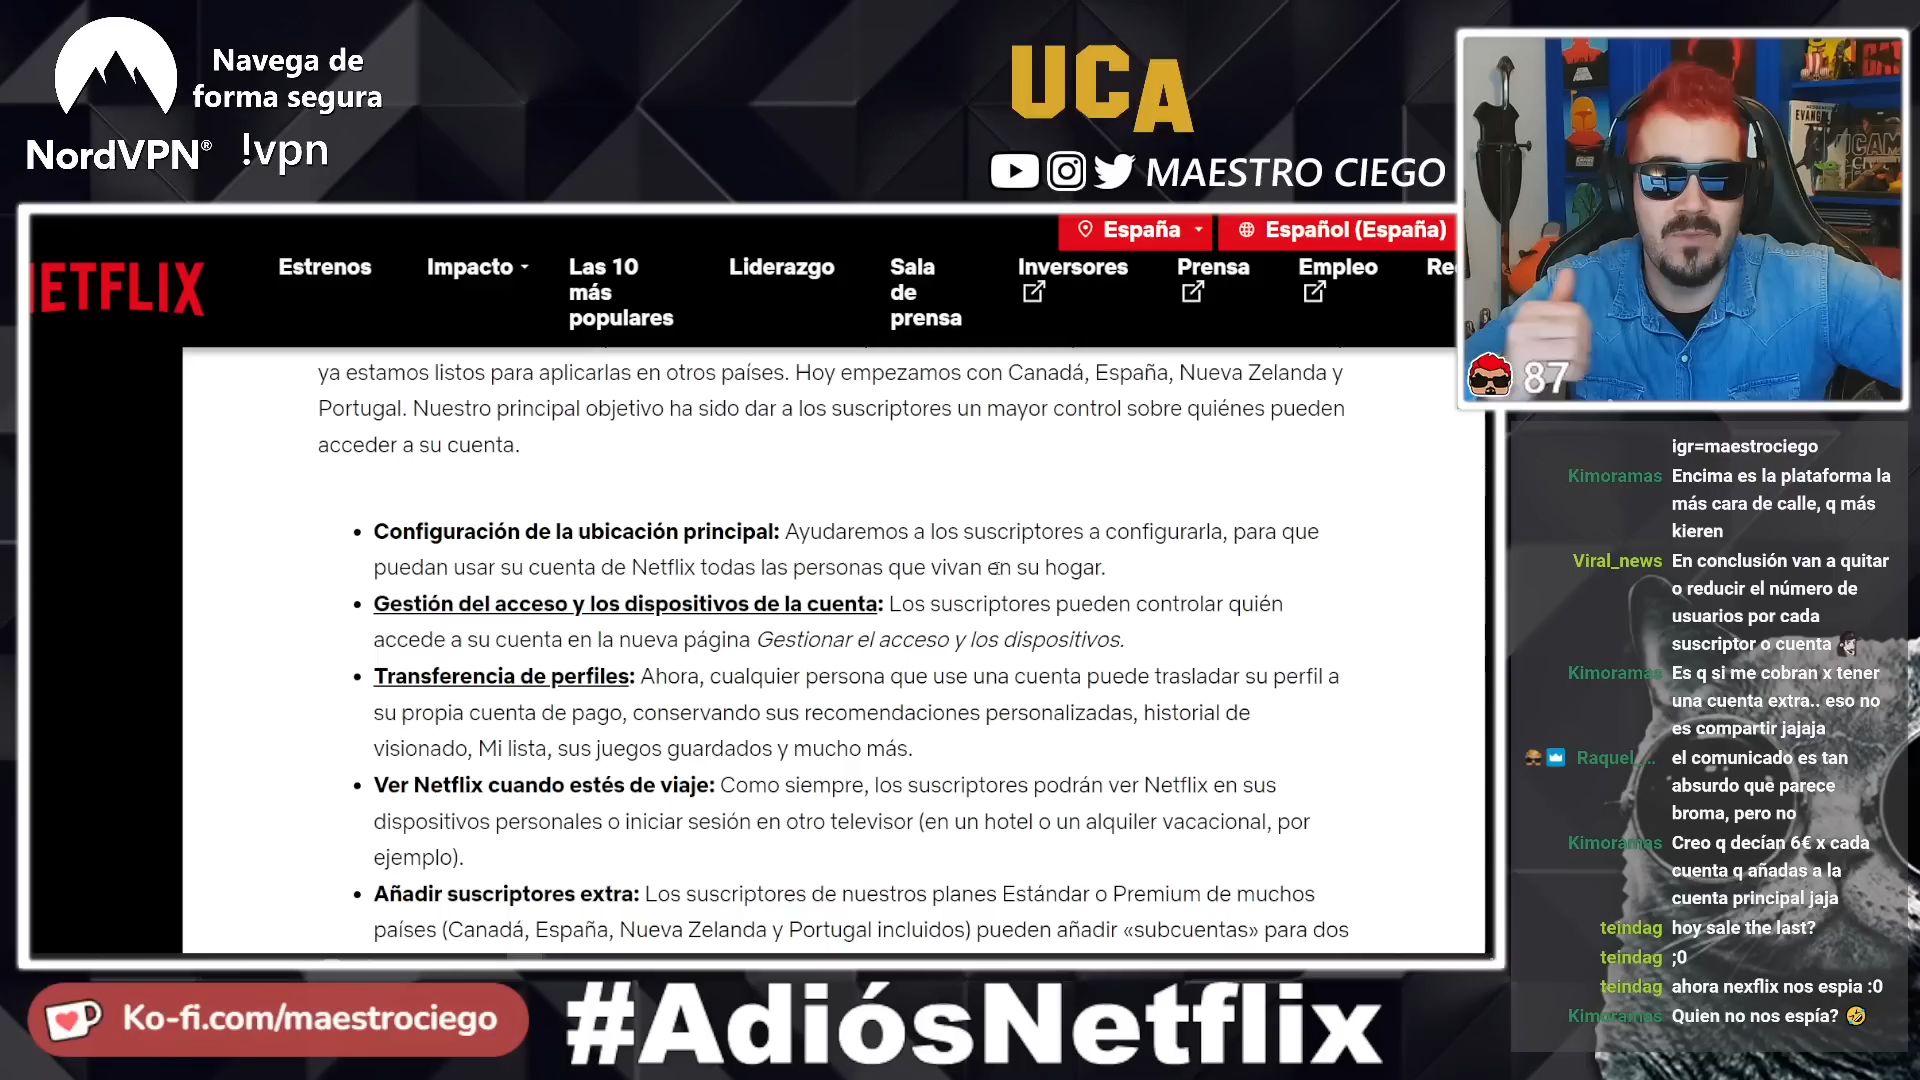 Navega de
forma segura
NordVPN® !vpn
UCA
MAESTRO CIEGO
España
Español (España)
NETFLIX
Estrenos
Impacto
Las 10
más
populares
Liderazgo
Sala
de
prensa
Inversores
Prensa
Empleo
ya estamos listos para aplicarlas en otros países. Hoy empezamos con Canadá, España, Nueva Zelanda y
Portugal. Nuestro principal objetivo ha sido dar a los suscriptores un mayor control sobre quiénes pueden
acceder a su cuenta.
• Configuración de la ubicación principal: Ayudaremos a los suscriptores a configurarla, para que
puedan usar su cuenta de Netflix todas las personas que vivan en su hogar.
• Gestión del acceso y los dispositivos de la cuenta: Los suscriptores pueden controlar quién
accede a su cuenta en la nueva página Gestionar el acceso y los dispositivos.
• Transferencia de perfiles: Ahora, cualquier persona que use una cuenta puede trasladar su perfil a
su propia cuenta de pago, conservando sus recomendaciones personalizadas, historial de
visionado, Mi lista, sus juegos guardados y mucho más.
• Ver Netflix cuando estés de viaje: Como siempre, los suscriptores podrán ver Netflix en sus
dispositivos personales o iniciar sesión en otro televisor (en un hotel o un alquiler vacacional, por
ejemplo).
• Añadir suscriptores extra: Los suscriptores de nuestros planes Estándar o Premium de muchos
países (Canadá, España, Nueva Zelanda y Portugal incluidos) pueden añadir «subcuentas» para dos
87
igr=maestrociego
Kimoramas Encima es la plataforma la
más cara de calle, q más
kieren
Viral_news En conclusión van a quitar
o reducir el número de
usuarios por cada
suscriptor o cuenta
Kimoramas Es q si me cobran x tener
una cuenta extra.. eso no
es compartir jajaja
Raquel_... el comunicado es tan
absurdo que parece
broma, pero no
Kimoramas Creo q decían 6€ x cada
cuenta q añadas a la
cuenta principal jaja
teindag hoy sale the last?
teindag ;0
teindag ahora nexflix nos espia :0
Kimoramas Quien no nos espía? 🤣
Ko-fi.com/maestrociego
#AdiósNetflix